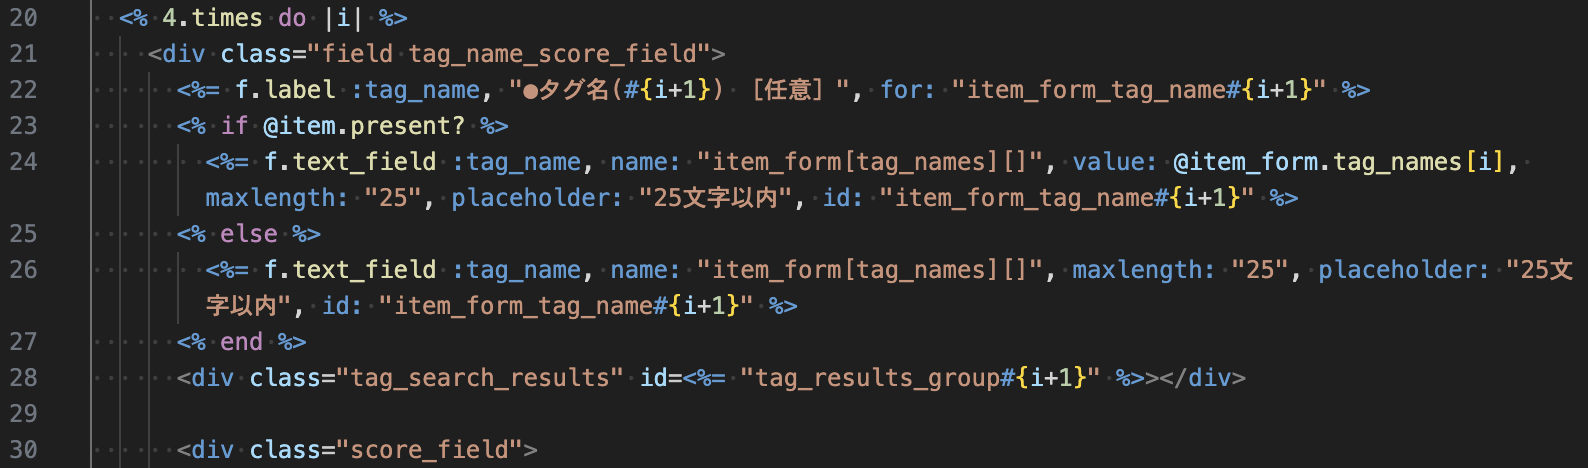 20 <% 4.times do |i| %>
21 <div class="field tag_name_score_field">
22 <%= f.label :tag_name, "●タグ名(#{i+1}) [任意] ", for: "item_form_tag_name#{i+1}" %>
23 <% if @item.present? %>
24 <%= f.text_field :tag_name, name: "item_form[tag_names][]", value: @item_form.tag_names[i],
maxlength: "25", placeholder: "25文字以内", id: "item_form_tag_name#{i+1}" %>
25 <% else %>
26 <%= f.text_field :tag_name, name: "item_form[tag_names][]", maxlength: "25", placeholder: "25文
字以内", id: "item_form_tag_name#{i+1}" %>
27 <% end %>
28 <div class="tag_search_results" id=<%= "tag_results_group#{i+1}" %>></div>
29
30 <div class="score_field">